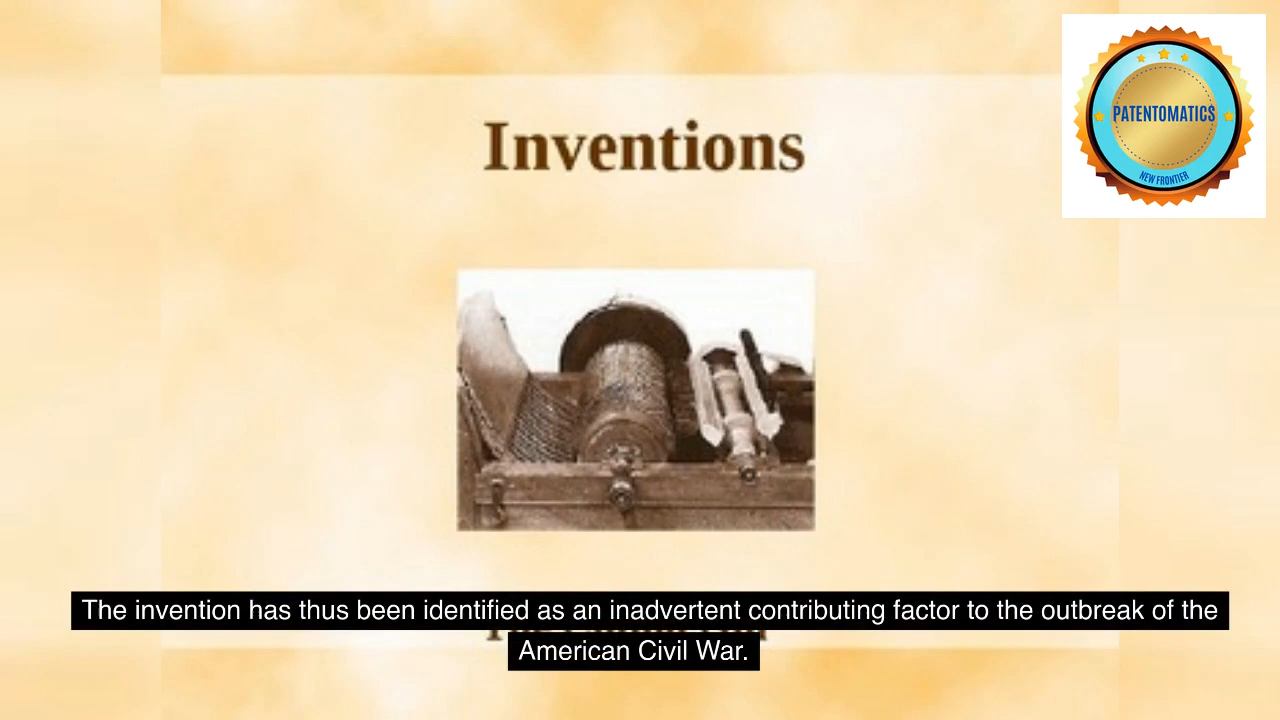 Inventions
PATENTOMATICS
NEW FRONTIER
The invention has thus been identified as an inadvertent contributing factor to the outbreak of the
American Civil War.